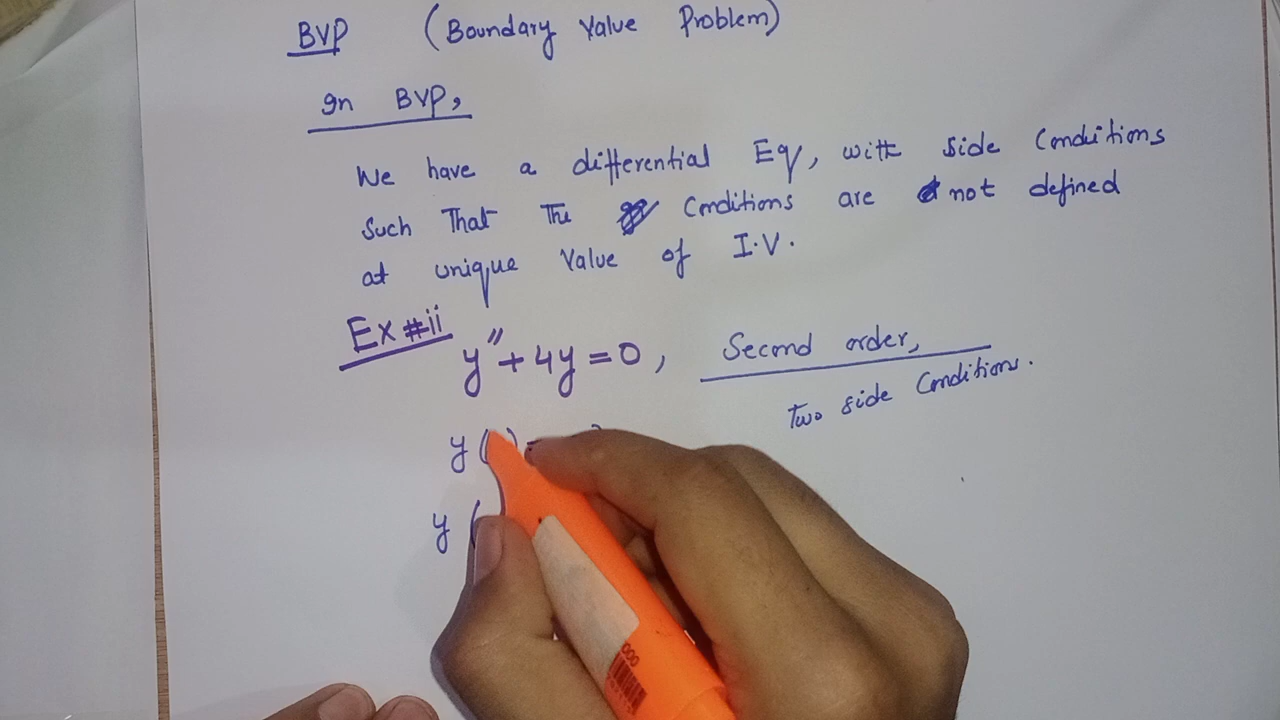 BVP (Boundary Value Problem)
In BVP,
We have a differential Eq, with side Conditions
Such That The Conditions are not defined
at unique Value of I.V.
Ex #ii
y" + 4y = 0, Second order,
Two side Conditions.
y (
y (
000